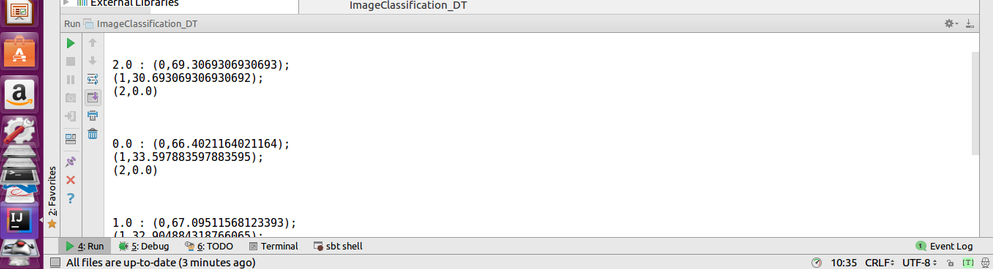 External Libraries
ImageClassification_DT
Run ImageClassification_DT
2.0 : (0,69.3069306930693);
(1,30.693069306930692);
(2,0.0)
0.0 : (0,66.4021164021164);
(1,33.597883597883595);
(2,0.0)
1.0 : (0,67.09511568123393);
(1,32.904884318766065);
2: Favorites
4: Run 5: Debug 6: TODO Terminal sbt shell 1 Event Log
All files are up-to-date (3 minutes ago) 10:35 CRLF UTF-8 [T]
a
IJ